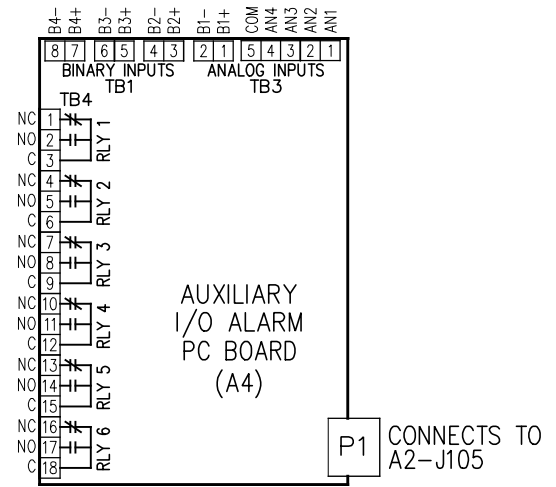 B4- B4+ B3- B3+ B2- B2+ B1- B1+ COM AN4 AN3 AN2 AN1
8 7 6 5 4 3 2 1 5 4 3 2 1
BINARY INPUTS ANALOG INPUTS
TB1 TB3
TB4
NC 1
NO 2
C 3
RLY 1
NC 4
NO 5
C 6
RLY 2
NC 7
NO 8
C 9
RLY 3
NC 10
NO 11
C 12
RLY 4
NC 13
NO 14
C 15
RLY 5
NC 16
NO 17
C 18
RLY 6
AUXILIARY
I/O ALARM
PC BOARD
(A4)
P1
CONNECTS TO
A2-J105